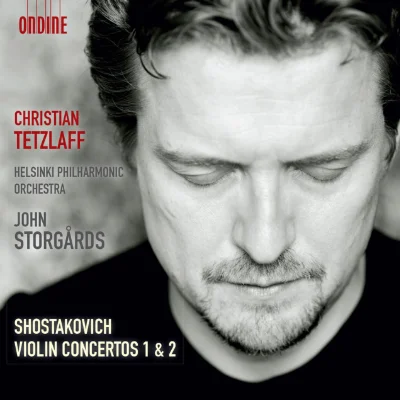 ONDINE
CHRISTIAN
TETZLAFF
HELSINKI PHILHARMONIC
ORCHESTRA
JOHN
STORGÅRDS
SHOSTAKOVICH
VIOLIN CONCERTOS 1 & 2